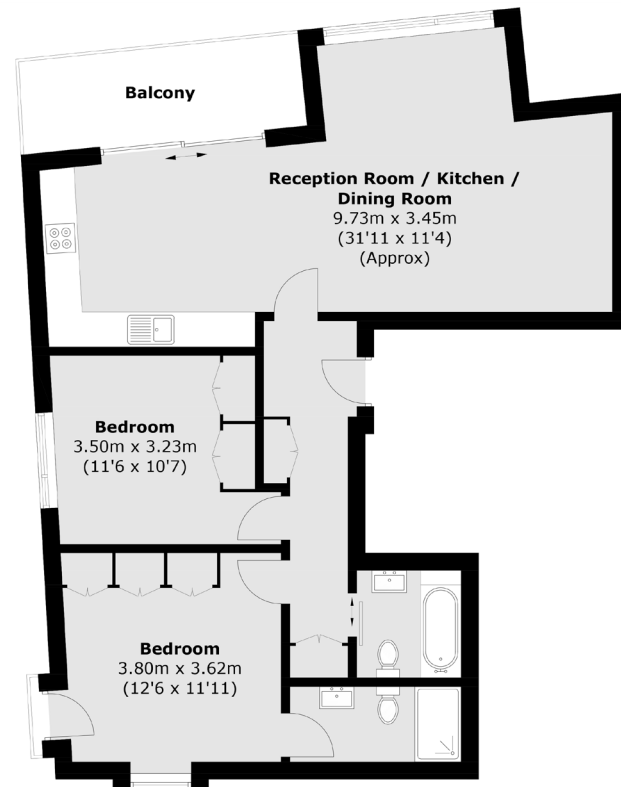 Balcony
Reception Room / Kitchen /
Dining Room
9.73m x 3.45m
(31'11 x 11'4)
(Approx)
Bedroom
3.50m x 3.23m
(11'6 x 10'7)
Bedroom
3.80m x 3.62m
(12'6 x 11'11)